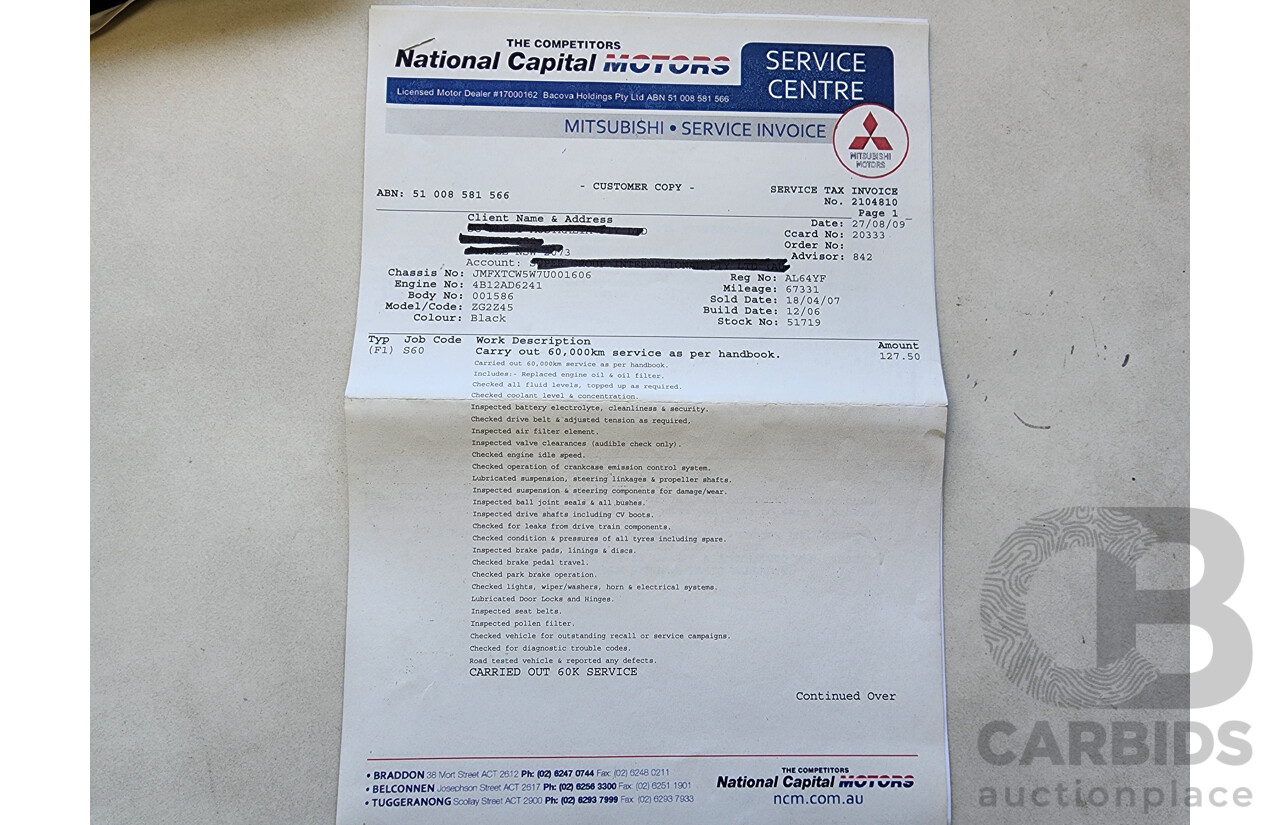 THE COMPETITORS
National Capital MOTORS
SERVICE CENTRE
Licensed Motor Dealer #17000162 Bacova Holdings Pty Ltd ABN 51 008 581 566
MITSUBISHI • SERVICE INVOICE
MITSUBISHI MOTORS
- CUSTOMER COPY -
ABN: 51 008 581 566
SERVICE TAX INVOICE
No. 2104810
Page 1
Client Name & Address
Date: 27/08/09
Ccard No: 20333
Order No:
Advisor: 842
Account:
Chassis No: JMFXTCW5W7U001606
Engine No: 4B12AD6241
Body No: 001586
Model/Code: ZG2Z45
Colour: Black
Reg No: AL64YF
Mileage: 67331
Sold Date: 18/04/07
Build Date: 12/06
Stock No: 51719
Typ Job Code Work Description Amount
(F1) S60 Carry out 60,000km service as per handbook. 127.50
Carried out 60,000km service as per handbook.
Includes:- Replaced engine oil & oil filter.
Checked all fluid levels, topped up as required.
Checked coolant level & concentration.
Inspected battery electrolyte, cleanliness & security.
Checked drive belt & adjusted tension as required,
Inspected air filter element.
Inspected valve clearances (audible check only).
Checked engine idle speed.
Checked operation of crankcase emission control system.
Lubricated suspension, steering linkages & propeller shafts.
Inspected suspension & steering components for damage/wear.
Inspected ball joint seals & all bushes.
Inspected drive shafts including CV boots.
Checked for leaks from drive train components.
Checked condition & pressures of all tyres including spare.
Inspected brake pads, linings & discs.
Checked brake pedal travel.
Checked park brake operation.
Checked lights, wiper/washers, horn & electrical systems.
Lubricated Door Locks and Hinges.
Inspected seat belts.
Inspected pollen filter.
Checked vehicle for outstanding recall or service campaigns.
Checked for diagnostic trouble codes.
Road tested vehicle & reported any defects.
CARRIED OUT 60K SERVICE
Continued Over
• BRADDON 38 Mort Street ACT 2612 Ph: (02) 6247 0744 Fax: (02) 6248 0211
• BELCONNEN Josephson Street ACT 2617 Ph: (02) 6256 3300 Fax: (02) 6251 1901
• TUGGERANONG Scollay Street ACT 2900 Ph: (02) 6293 7999 Fax: (02) 6293 7933
THE COMPETITORS
National Capital MOTORS
ncm.com.au
CB
CARBIDS
auctionplace